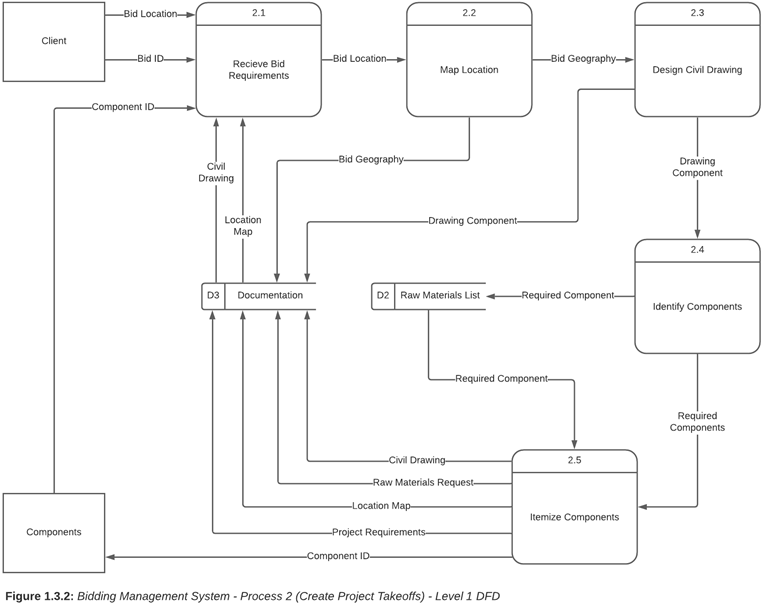 Client
Bid Location
Bid ID
2.1
Recieve Bid
Requirements
Bid Location
2.2
Map Location
Bid Geography
2.3
Design Civil Drawing
Component ID
Civil
Drawing
Location
Map
Bid Geography
Drawing Component
Drawing
Component
D3
Documentation
D2
Raw Materials List
Required Component
2.4
Identify Components
Required Component
Required
Components
2.5
Itemize Components
Civil Drawing
Raw Materials Request
Location Map
Project Requirements
Component ID
Components
Figure 1.3.2: Bidding Management System - Process 2 (Create Project Takeoffs) - Level 1 DFD